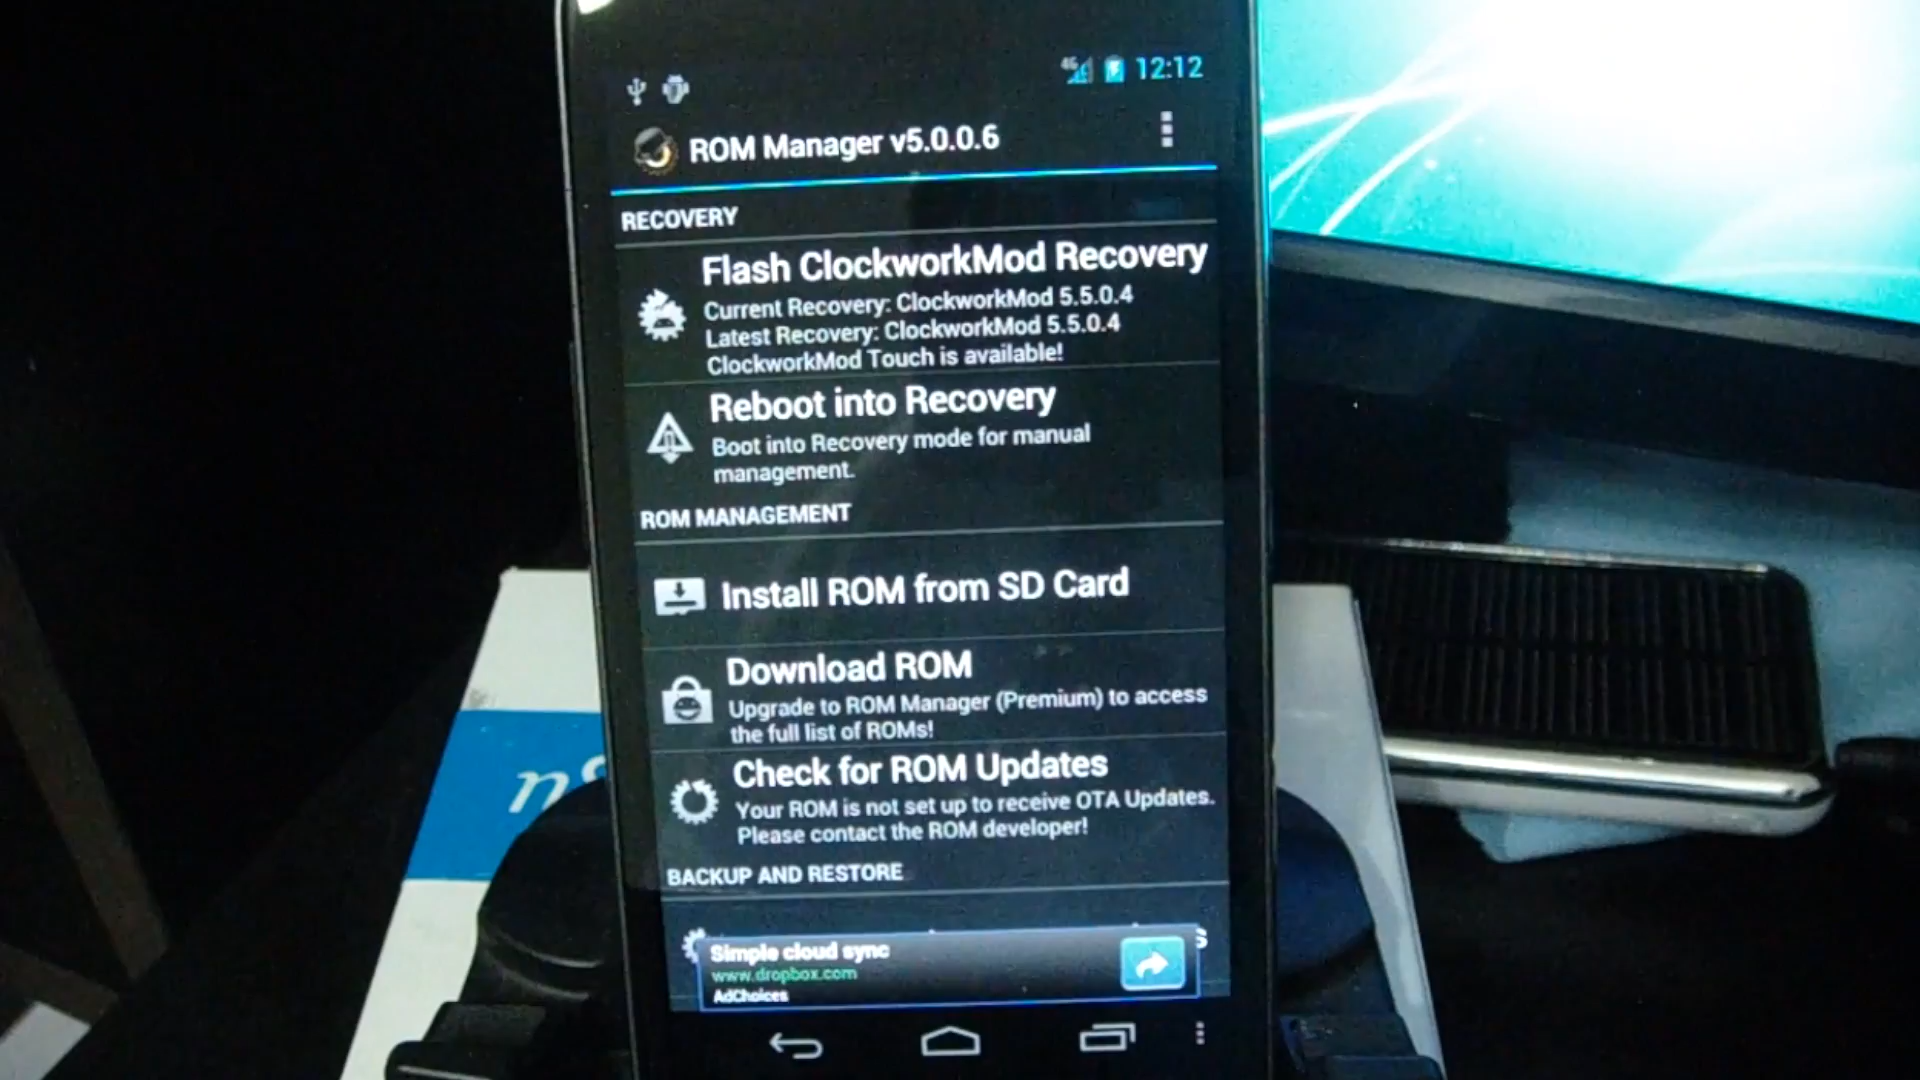 4G 12:12
ROM Manager v5.0.0.6
RECOVERY
Flash ClockworkMod Recovery
Current Recovery: ClockworkMod 5.5.0.4
Latest Recovery: ClockworkMod 5.5.0.4
ClockworkMod Touch is available!
Reboot into Recovery
Boot into Recovery mode for manual
management.
ROM MANAGEMENT
Install ROM from SD Card
Download ROM
Upgrade to ROM Manager (Premium) to access
the full list of ROMs!
Check for ROM Updates
Your ROM is not set up to receive OTA Updates.
Please contact the ROM developer!
BACKUP AND RESTORE
Simple cloud sync
www.dropbox.com
AdChoices